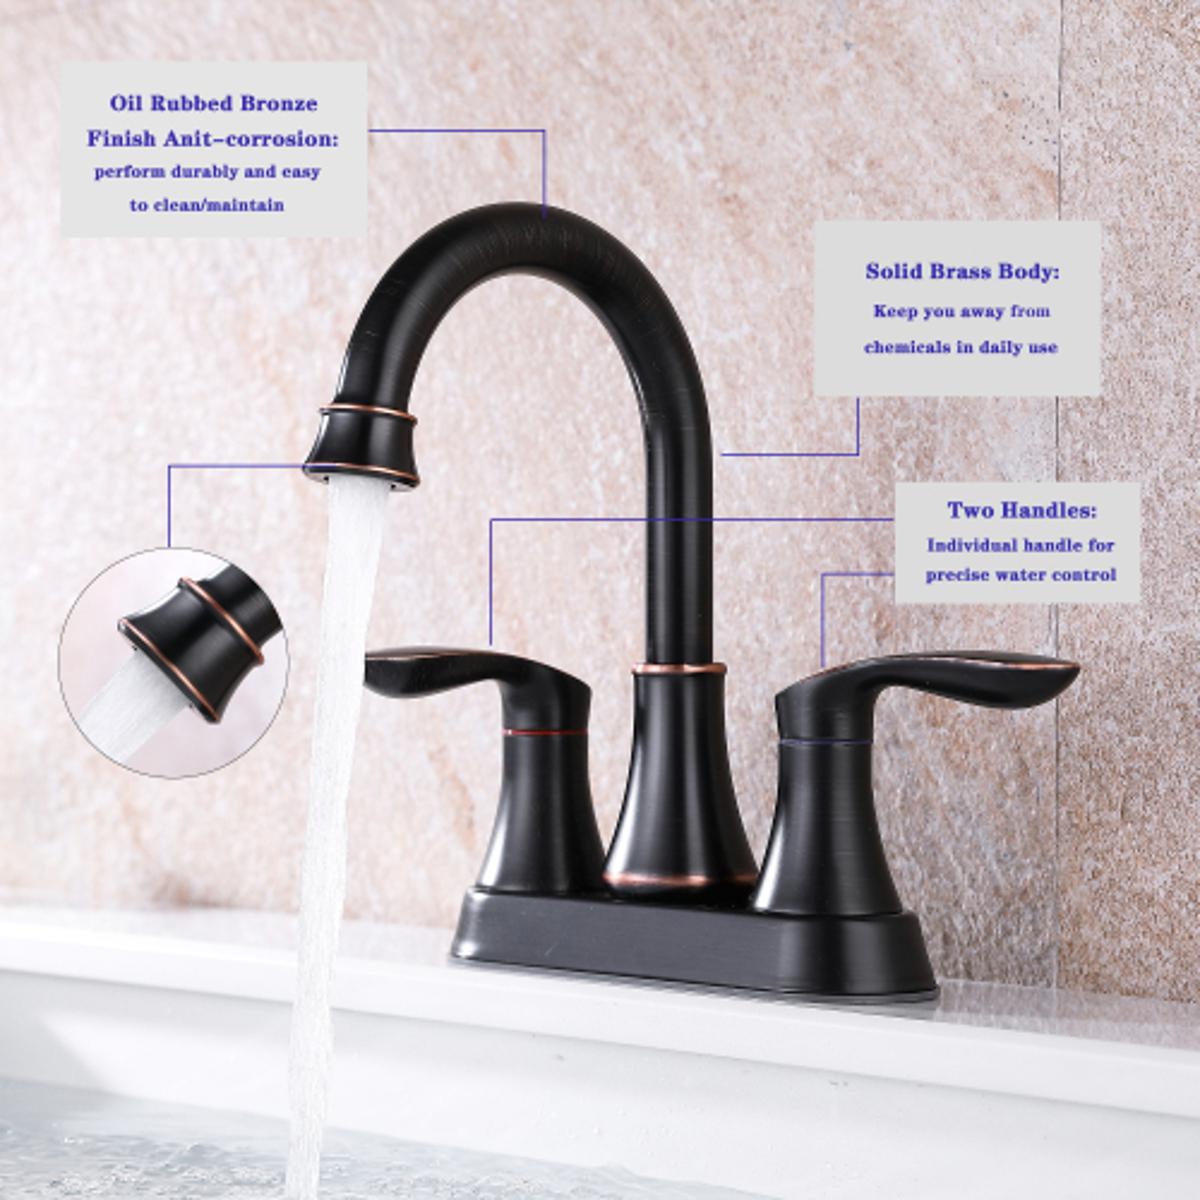 Oil Rubbed Bronze
Finish Anit-corrosion:
perform durably and easy
to clean/maintain
Solid Brass Body:
Keep you away from
chemicals in daily use
Two Handles:
Individual handle for
precise water control